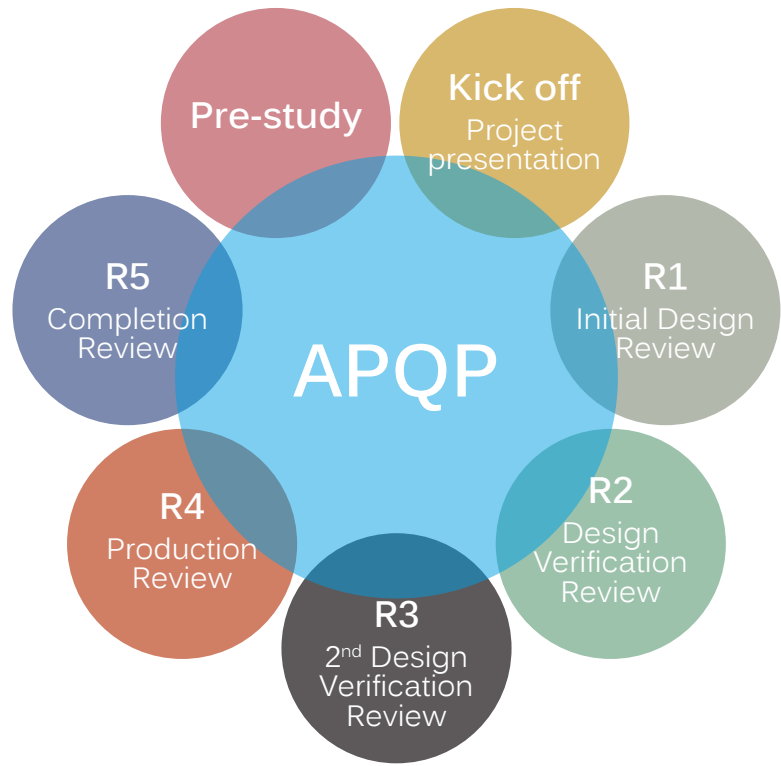 Pre-study
Kick off
Project
presentation
R1
Initial Design
Review
R2
Design
Verification
Review
R3
2nd Design
Verification
Review
R4
Production
Review
R5
Completion
Review
APQP